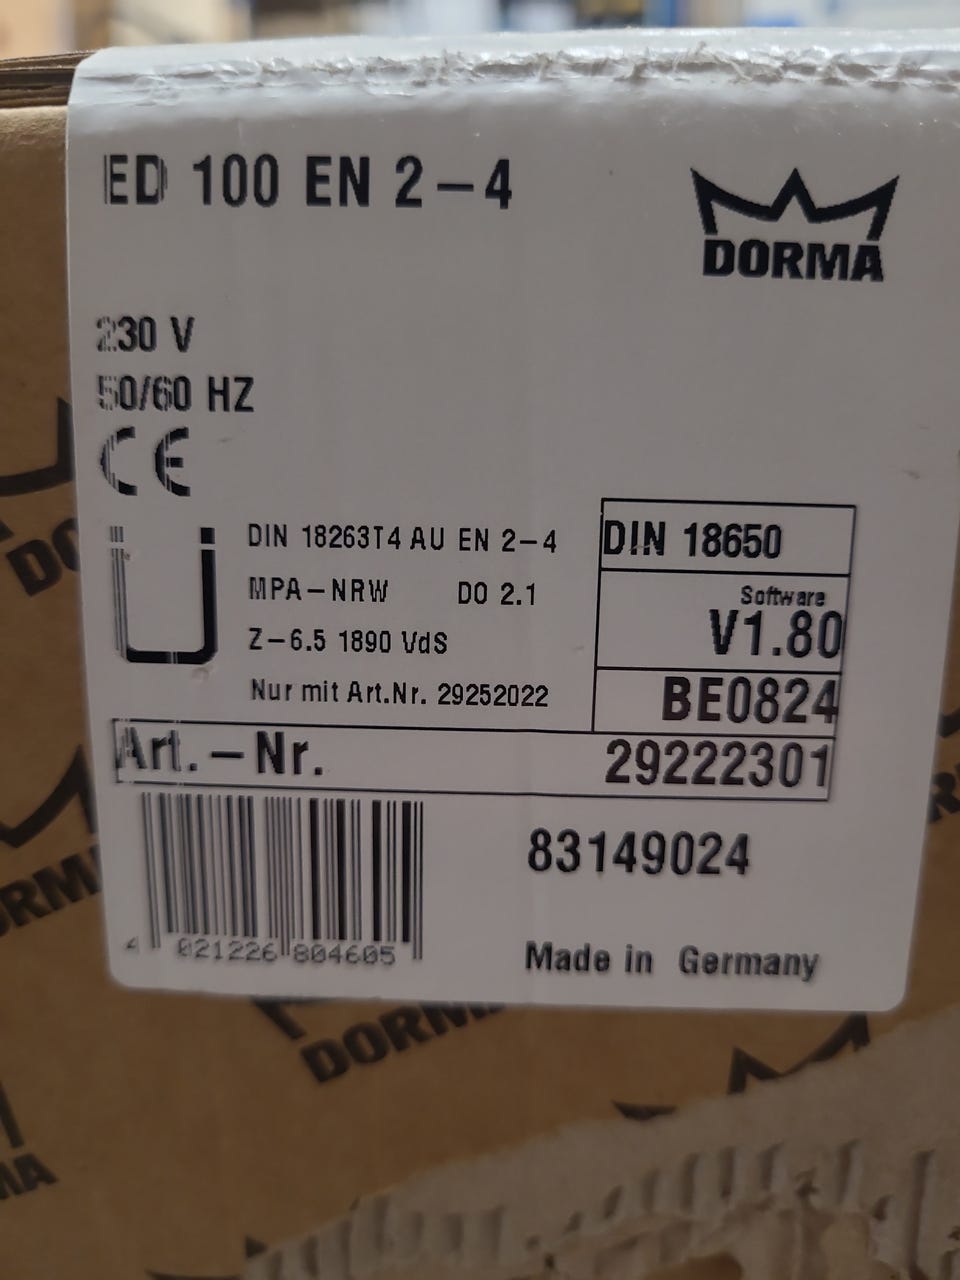 ED 100 EN 2-4
DORMA
230 V
50/60 HZ
CE
DIN 18263T4 AU EN 2-4
MPA-NRW DO 2.1
Z-6.5 1890 VdS
Nur mit Art.Nr. 29252022
DIN 18650
Software
V1.80
BE0824
Art.-Nr. 29222301
83149024
4 021226 804605
Made in Germany
DORMA